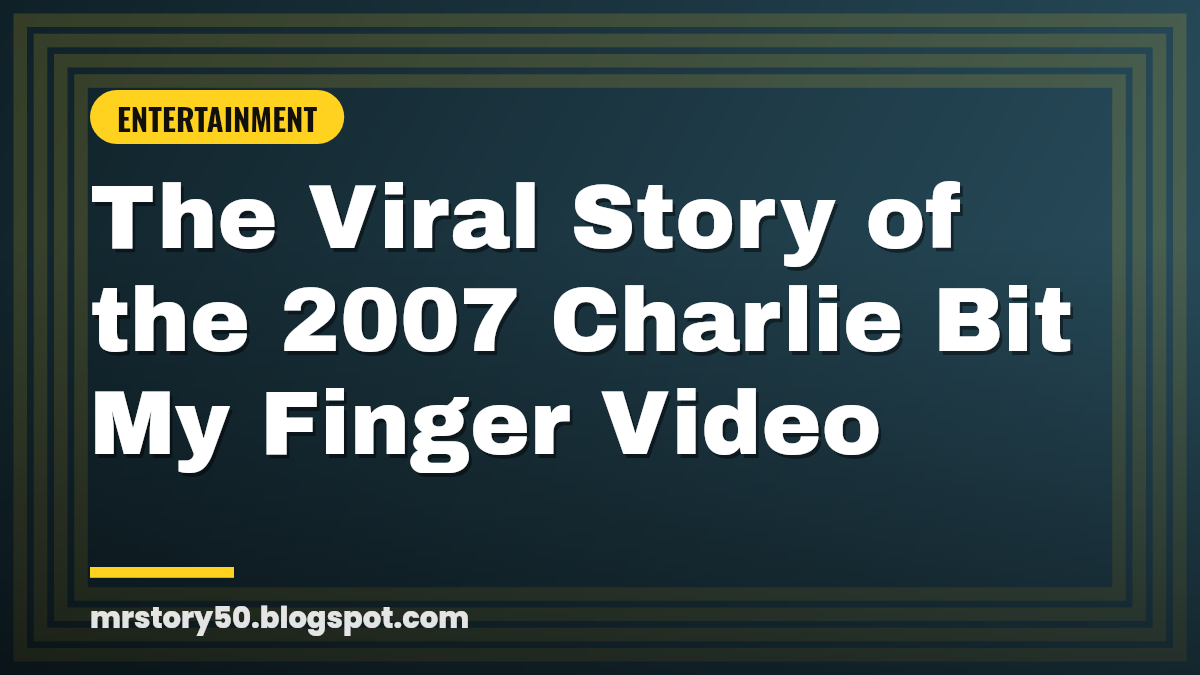 ENTERTAINMENT
The Viral Story of
the 2007 Charlie Bit
My Finger Video
mrstory50.blogspot.com